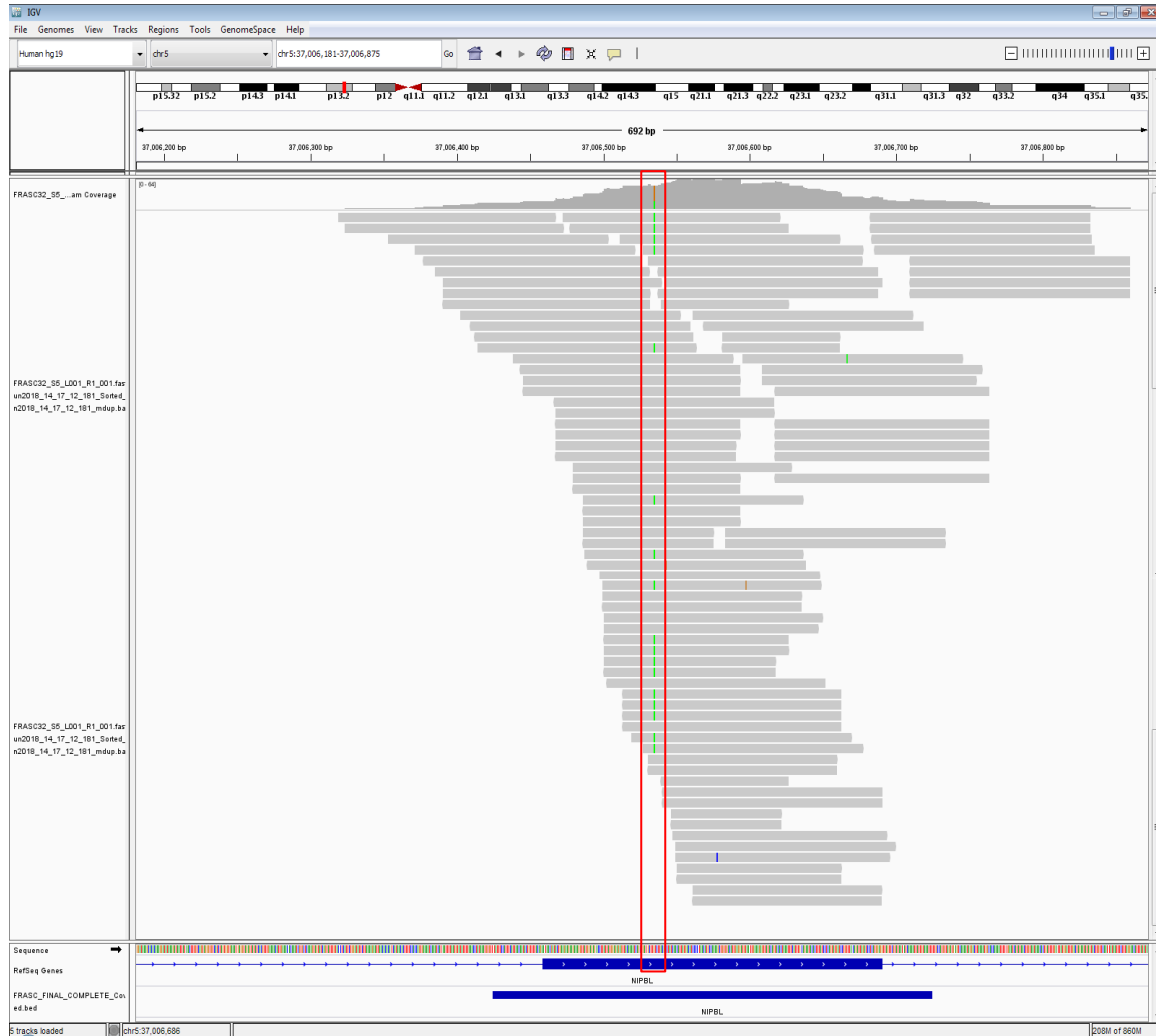 IGV
File Genomes View Tracks Regions Tools GenomeSpace Help
Human hg19 chr5 chr5:37,006,181-37,006,875 Go
p15.32 p15.2 p14.3 p14.1 p13.2 p12 q11.1 q11.2 q12.1 q13.1 q13.3 q14.2 q14.3 q15 q21.1 q21.3 q22.2 q23.1 q23.2 q31.1 q31.3 q32 q33.2 q34 q35.1 q35.
692 bp
37,006,200 bp 37,006,300 bp 37,006,400 bp 37,006,500 bp 37,006,600 bp 37,006,700 bp 37,006,800 bp
FRASC32_S5_...am Coverage
[0 - 64]
FRASC32_S5_L001_R1_001.fas
un2018_14_17_12_181_Sorted_
n2018_14_17_12_181_mdup.ba
FRASC32_S5_L001_R1_001.fas
un2018_14_17_12_181_Sorted_
n2018_14_17_12_181_mdup.ba
Sequence
RefSeq Genes
NIPBL
FRASC_FINAL_COMPLETE_Cov
ed.bed
NIPBL
5 tracks loaded chr5:37,006,686 208M of 860M